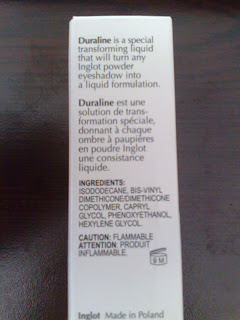 Duraline is a special
transforming liquid
that will turn any
Inglot powder
eyeshadow into
a liquid formulation.
Duraline est une
solution de trans-
formation spéciale,
donnant à chaque
ombre à paupières
en poudre Inglot
une consistance
liquide.
INGREDIENTS:
ISODODECANE, BIS-VINYL
DIMETHICONE/DIMETHICONE
COPOLYMER, CAPRYL
GLYCOL, PHENOXYETHANOL,
HEXYLENE GLYCOL.
CAUTION: FLAMMABLE
ATTENTION: PRODUIT
INFLAMMABLE.
9 M
Inglot Made in Poland